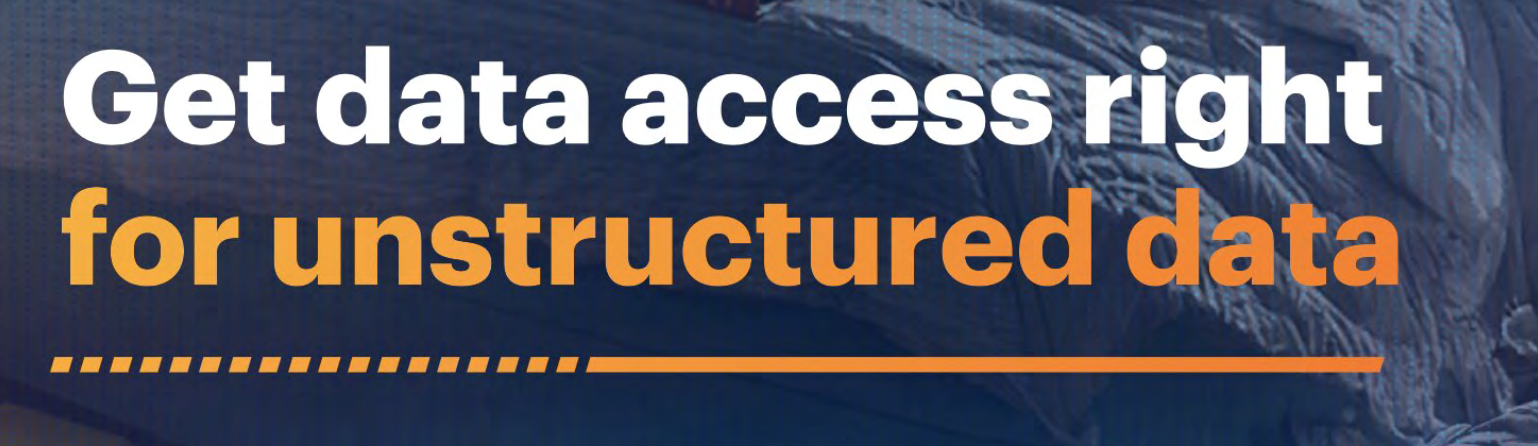 Get data access right
for unstructured data